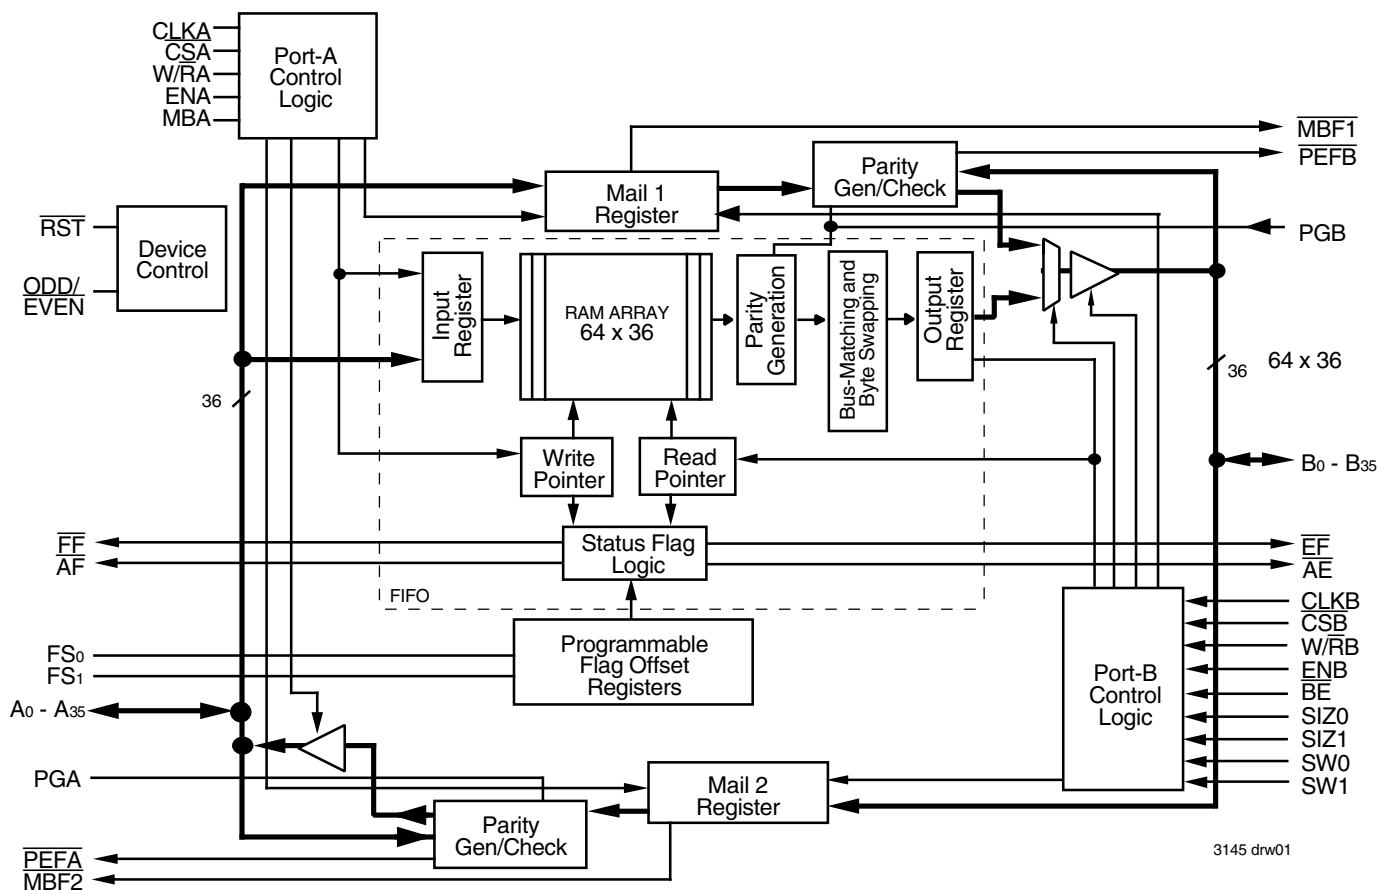 CLKA
CSA
W/RA
ENA
MBA
Port-A
Control
Logic
RST
ODD/
EVEN
Device
Control
Mail 1
Register
Parity
Gen/Check
MBF1
PEFB
PGB
Input
Register
RAM ARRAY
64 x 36
Parity
Generation
Bus-Matching and
Byte Swapping
Output
Register
36
36
64 x 36
Write
Pointer
Read
Pointer
B0 - B35
FF
AF
Status Flag
Logic
EF
AE
FIFO
FS0
FS1
Programmable
Flag Offset
Registers
A0 - A35
Port-B
Control
Logic
CLKB
CSB
W/RB
ENB
BE
SIZ0
SIZ1
SW0
SW1
PGA
Mail 2
Register
Parity
Gen/Check
PEFA
MBF2
3145 drw01